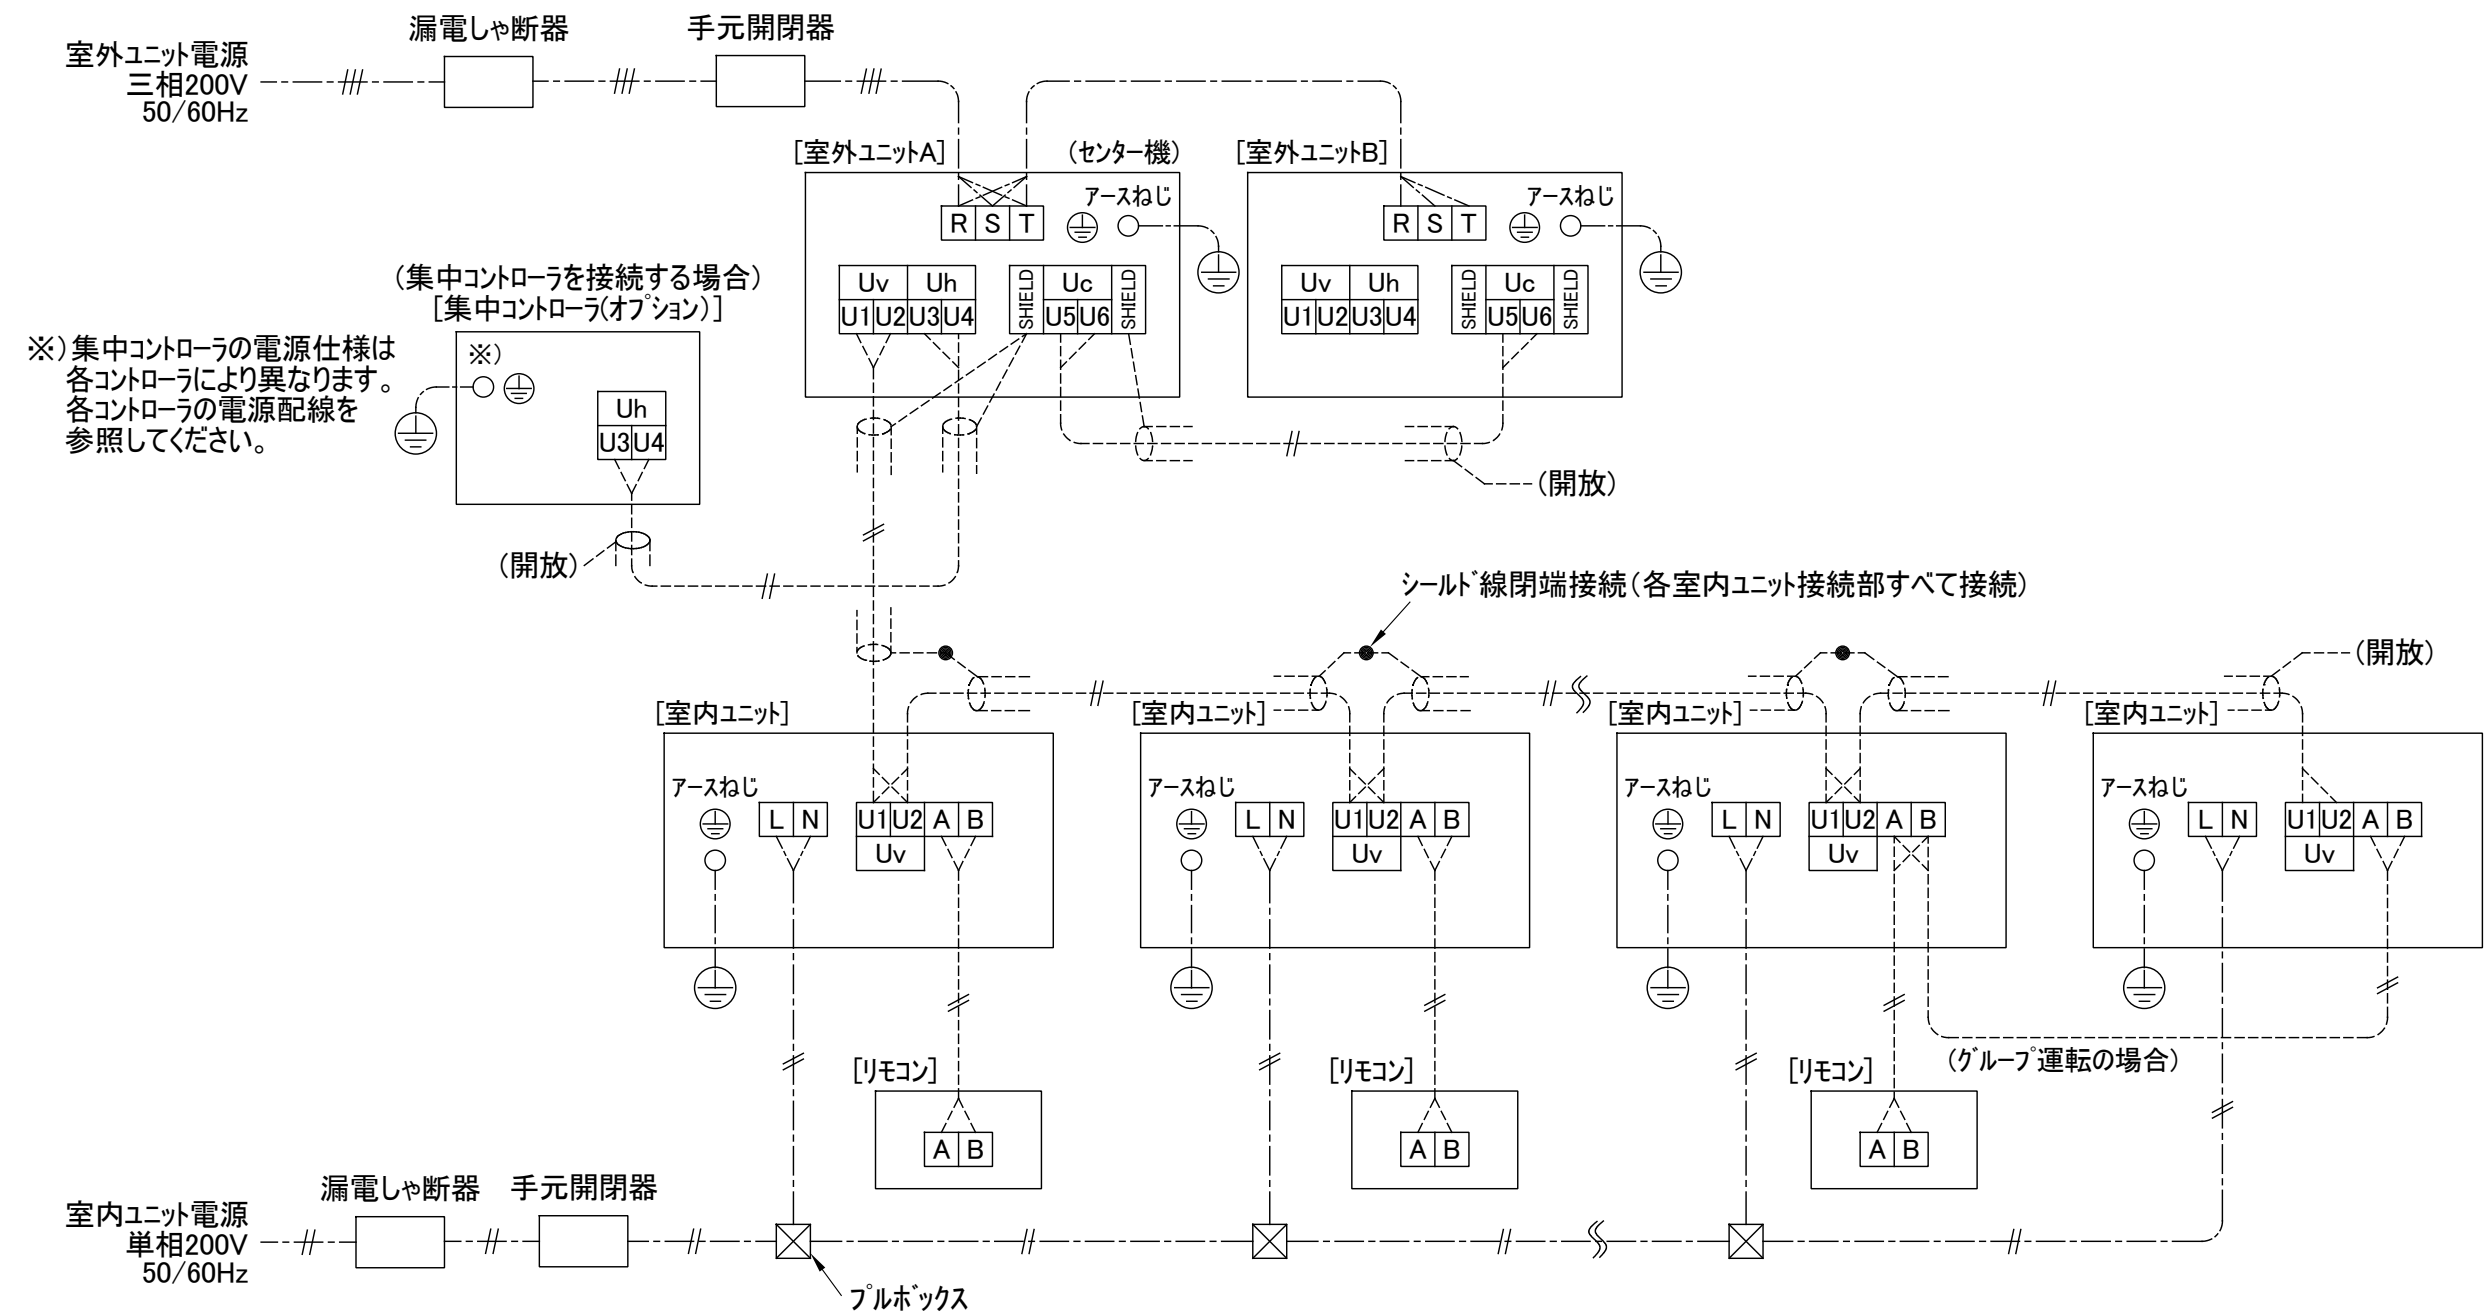 漏電しゃ断器
手元開閉器
室外ユニット電源
三相200V
50/60Hz
[室外ユニットA]
(センター機)
[室外ユニットB]
アースねじ
アースねじ
R S T
R S T
(集中コントローラを接続する場合)
[集中コントローラ(オプション)]
Uv Uh
SHIELD
Uc
SHIELD
U1 U2 U3 U4
U5 U6
Uv Uh
SHIELD
Uc
SHIELD
U1 U2 U3 U4
U5 U6
※)集中コントローラの電源仕様は
各コントローラにより異なります。
各コントローラの電源配線を
参照してください。
※)
Uh
U3 U4
(開放)
(開放)
シールド線閉端接続(各室内ユニット接続部すべて接続)
(開放)
[室内ユニット]
[室内ユニット]
[室内ユニット]
[室内ユニット]
アースねじ
アースねじ
アースねじ
アースねじ
L N
U1 U2 A B
L N
U1 U2 A B
L N
U1 U2 A B
L N
U1 U2 A B
Uv
Uv
Uv
Uv
(グループ運転の場合)
[リモコン]
[リモコン]
[リモコン]
A B
A B
A B
漏電しゃ断器
手元開閉器
室内ユニット電源
単相200V
50/60Hz
プルボックス